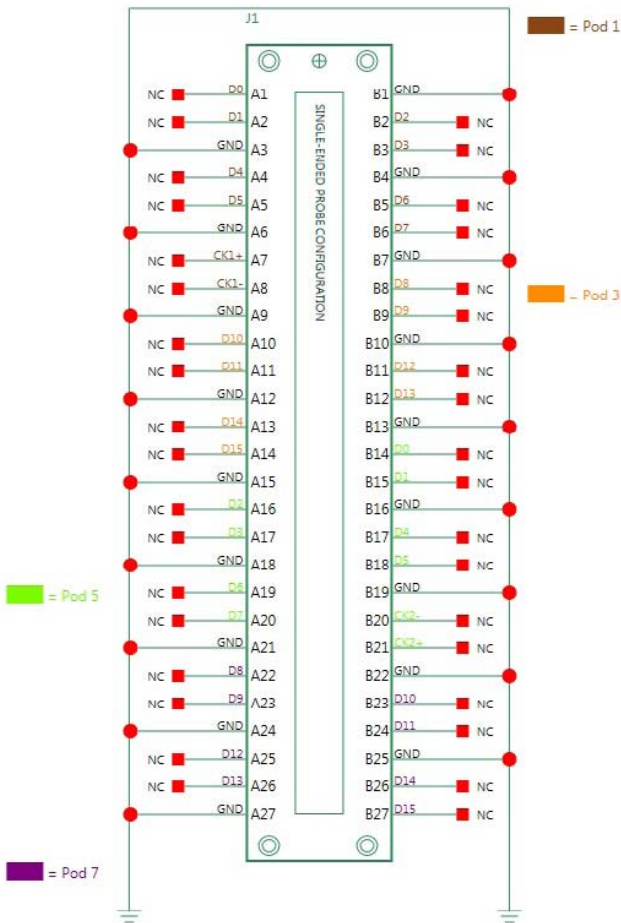 J1
= Pod 1
NC D0 A1 B1 GND
NC D1 A2 B2 D2 NC
GND A3 B3 D3 NC
NC D4 A4 B4 GND
NC D5 A5 B5 D6 NC
GND A6 B6 D7 NC
NC CK1+ A7 B7 GND
NC CK1- A8 B8 D8 NC
= Pod 3
GND A9 B9 D9 NC
NC D10 A10 B10 GND
NC D11 A11 B11 D12 NC
GND A12 B12 D13 NC
NC D14 A13 B13 GND
NC D15 A14 B14 D0 NC
GND A15 B15 D1 NC
NC D2 A16 B16 GND
NC D3 A17 B17 D4 NC
GND A18 B18 D5 NC
= Pod 5
NC D6 A19 B19 GND
NC D7 A20 B20 CK2- NC
GND A21 B21 CK2+ NC
NC D8 A22 B22 GND
NC D9 A23 B23 D10 NC
GND A24 B24 D11 NC
NC D12 A25 B25 GND
NC D13 A26 B26 D14 NC
GND A27 B27 D15 NC
SINGLE-ENDED PROBE CONFIGURATION
= Pod 7